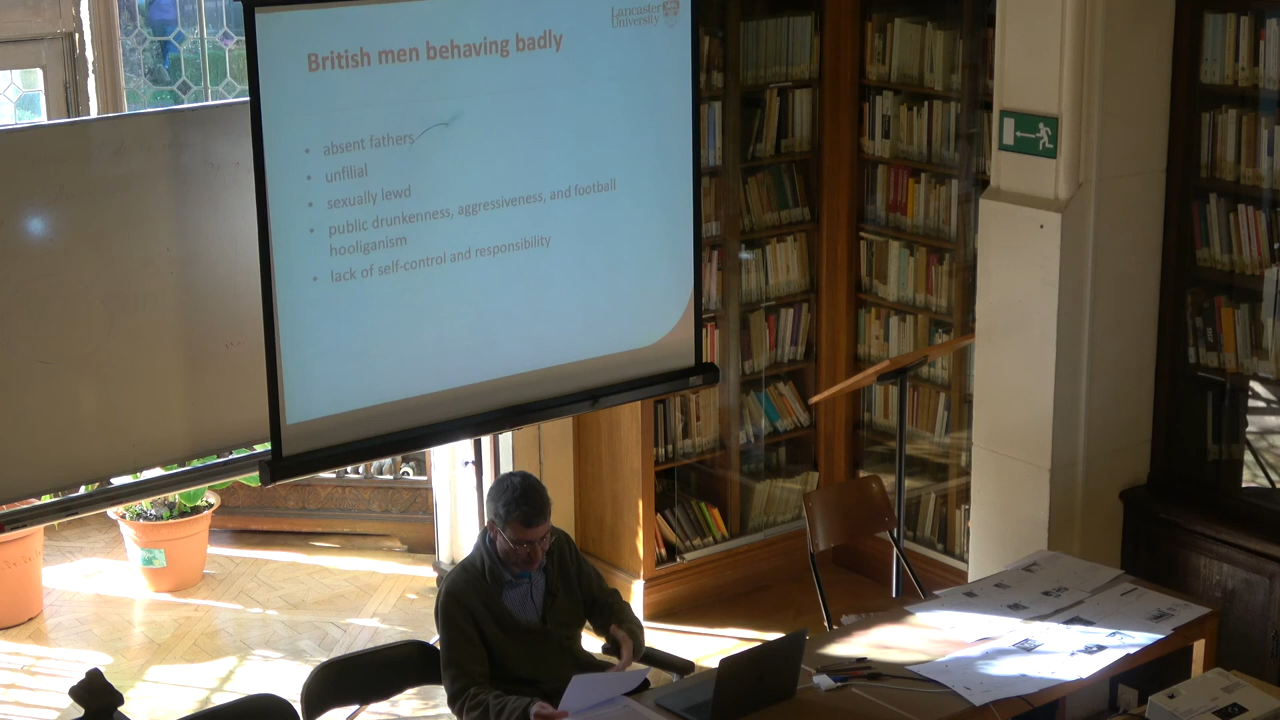 Lancaster
University
British men behaving badly
• absent fathers
• unfilial
• sexually lewd
• public drunkenness, aggressiveness, and football
hooliganism
• lack of self-control and responsibility